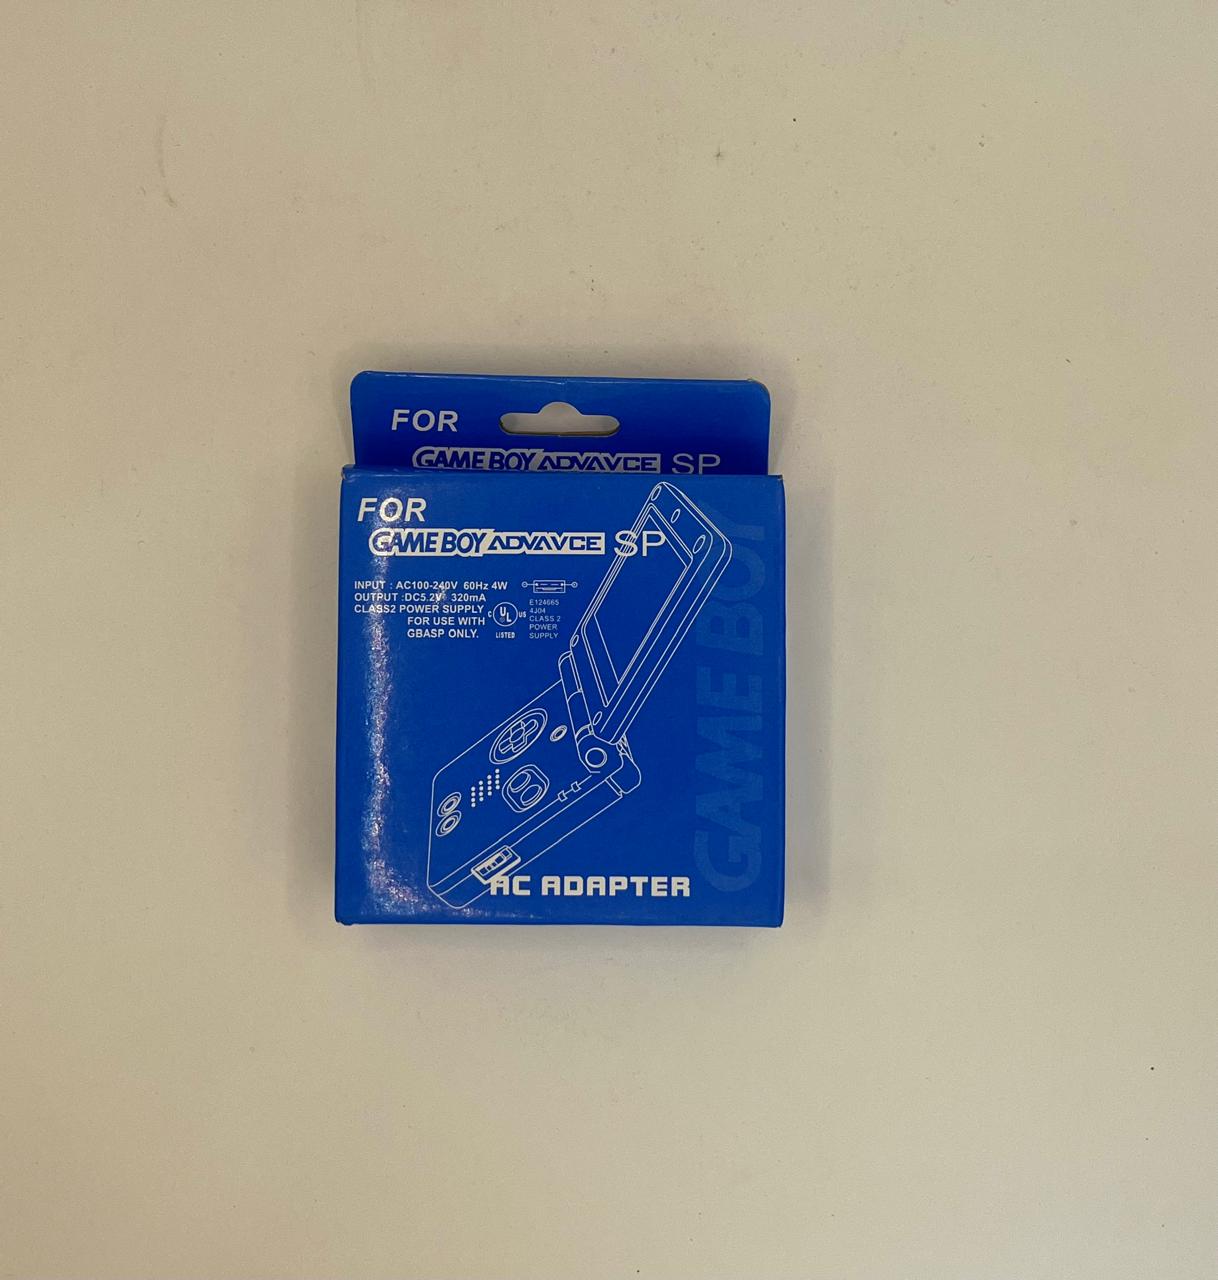 FOR
GAME BOY ADVAVCE SP
FOR
GAME BOY ADVAVCE SP
INPUT : AC100-240V 60Hz 4W
OUTPUT :DC5.2V 320mA
CLASS2 POWER SUPPLY
FOR USE WITH
GBASP ONLY.
C UL US
LISTED
E124665
4J04
CLASS 2
POWER
SUPPLY
GAME BOY
AC ADAPTER